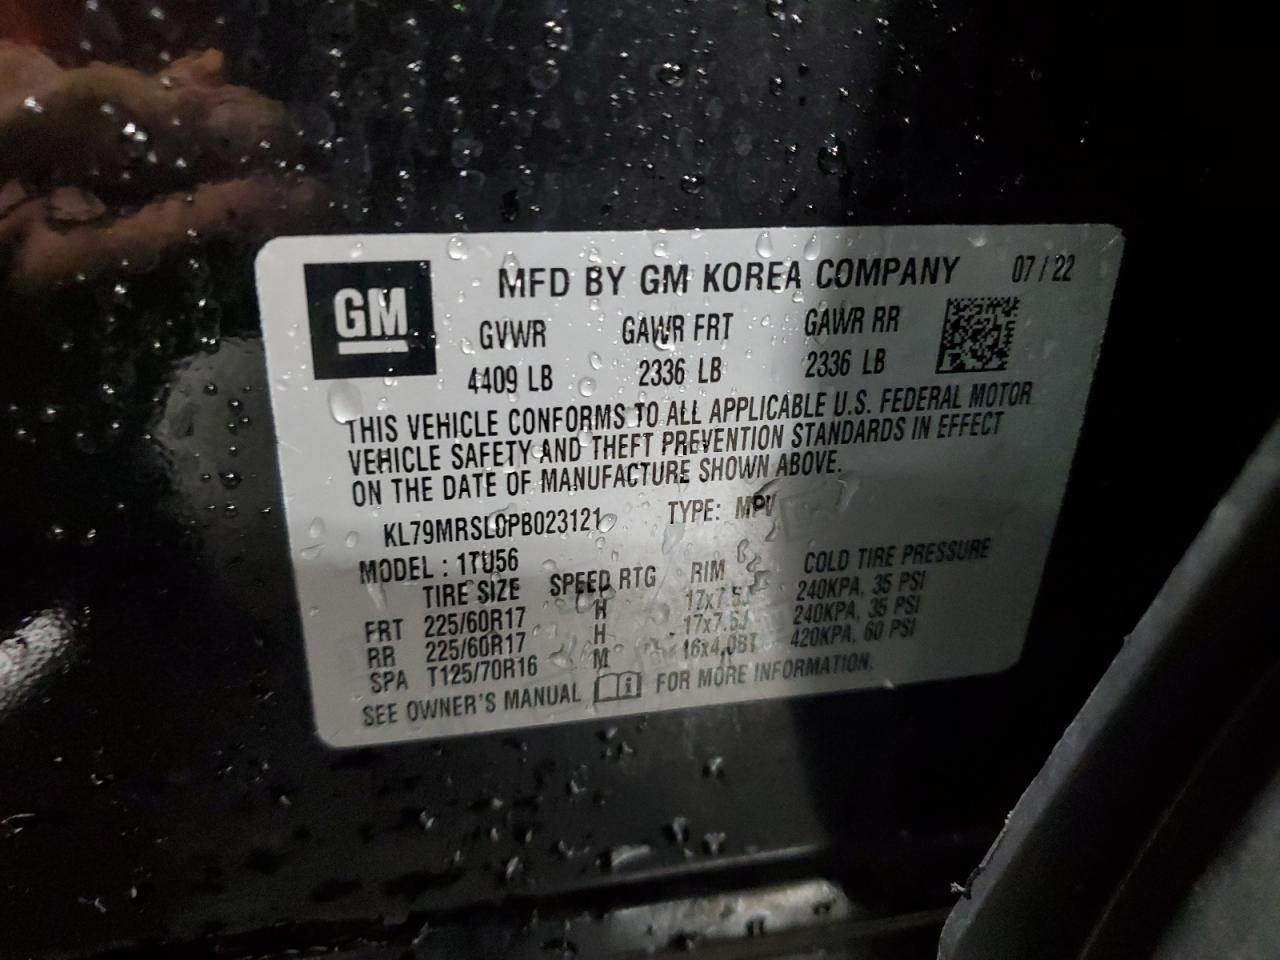 GM
MFD BY GM KOREA COMPANY 07/22
GVWR GAWR FRT GAWR RR
4409 LB 2336 LB 2336 LB
THIS VEHICLE CONFORMS TO ALL APPLICABLE U.S. FEDERAL MOTOR
VEHICLE SAFETY AND THEFT PREVENTION STANDARDS IN EFFECT
ON THE DATE OF MANUFACTURE SHOWN ABOVE.
KL79MRSL0PB023121 TYPE: MPV
MODEL: 1TU56
TIRE SIZE SPEED RTG RIM COLD TIRE PRESSURE
FRT 225/60R17 H 17x7.5J 240KPA, 35 PSI
RR 225/60R17 H 17x7.5J 240KPA, 35 PSI
SPA T125/70R16 M 16x4.0BT 420KPA, 60 PSI
SEE OWNER'S MANUAL FOR MORE INFORMATION.